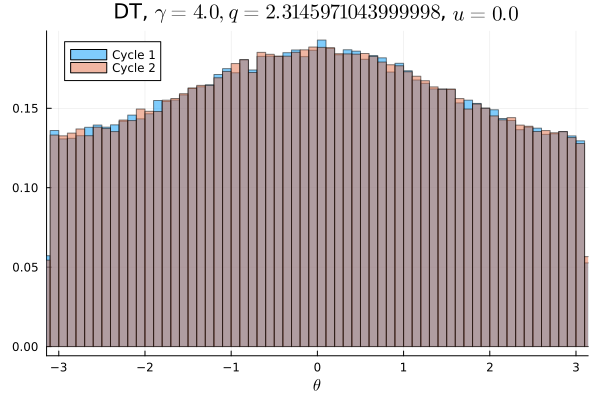 DT, γ = 4.0, q = 2.3145971043999998, u = 0.0
Cycle 1
Cycle 2
0.15
0.10
0.05
0.00
−3 −2 −1 0 1 2 3
θ